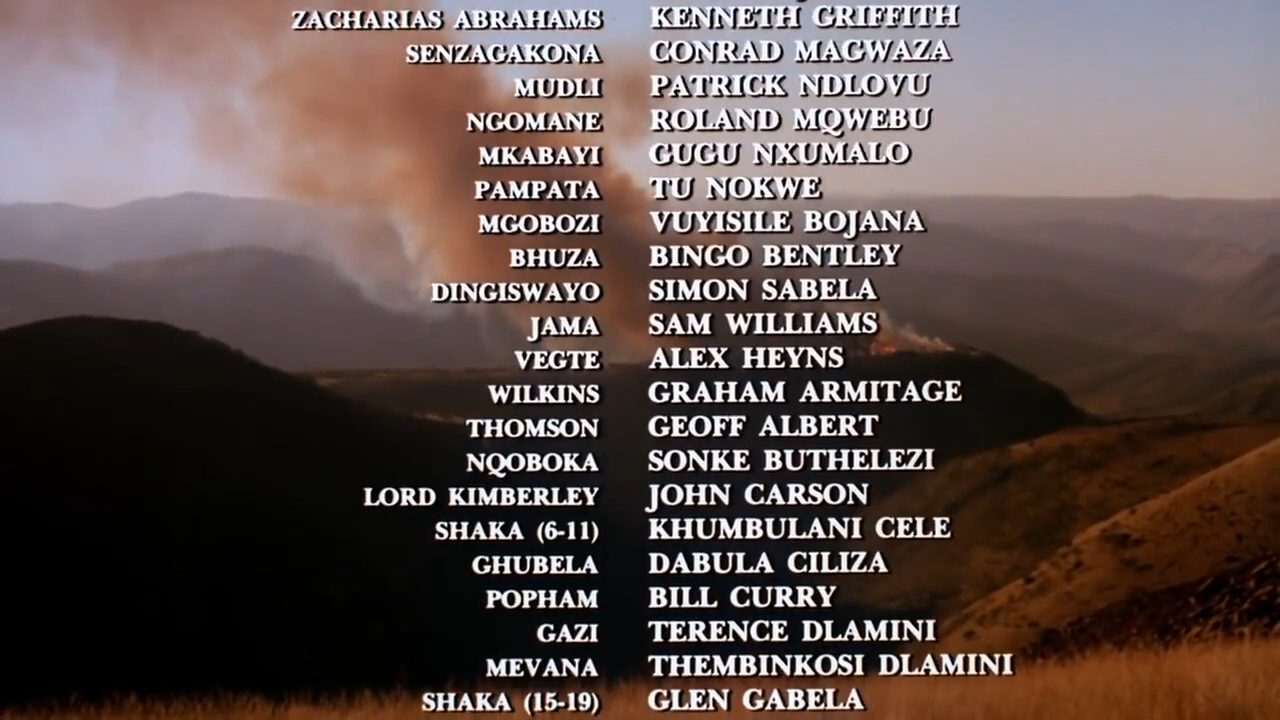 ZACHARIAS ABRAHAMS KENNETH GRIFFITH
SENZAGAKONA CONRAD MAGWAZA
MUDLI PATRICK NDLOVU
NGOMANE ROLAND MQWEBU
MKABAYI GUGU NXUMALO
PAMPATA TU NOKWE
MGOBOZI VUYISILE BOJANA
BHUZA BINGO BENTLEY
DINGISWAYO SIMON SABELA
JAMA SAM WILLIAMS
VEGTE ALEX HEYNS
WILKINS GRAHAM ARMITAGE
THOMSON GEOFF ALBERT
NQOBOKA SONKE BUTHELEZI
LORD KIMBERLEY JOHN CARSON
SHAKA (6-11) KHUMBULANI CELE
GHUBELA DABULA CILIZA
POPHAM BILL CURRY
GAZI TERENCE DLAMINI
MEVANA THEMBINKOSI DLAMINI
SHAKA (15-19) GLEN GABELA